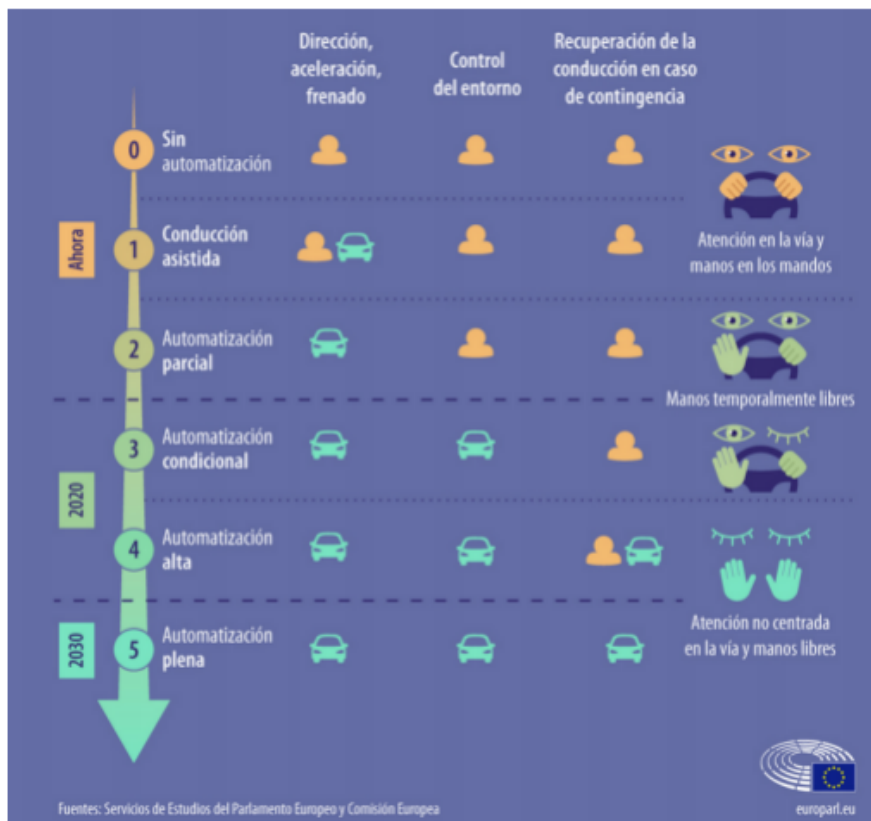 Dirección,
aceleración,
frenado
Control
del entorno
Recuperación de la
conducción en caso
de contingencia
0
Sin
automatización
Atención en la vía y
manos en los mandos
Ahora
1
Conducción
asistida
2
Automatización
parcial
Manos temporalmente libres
3
Automatización
condicional
2020
4
Automatización
alta
Atención no centrada
en la vía y manos libres
2030
5
Automatización
plena
Fuentes: Servicios de Estudios del Parlamento Europeo y Comisión Europea
europarl.eu